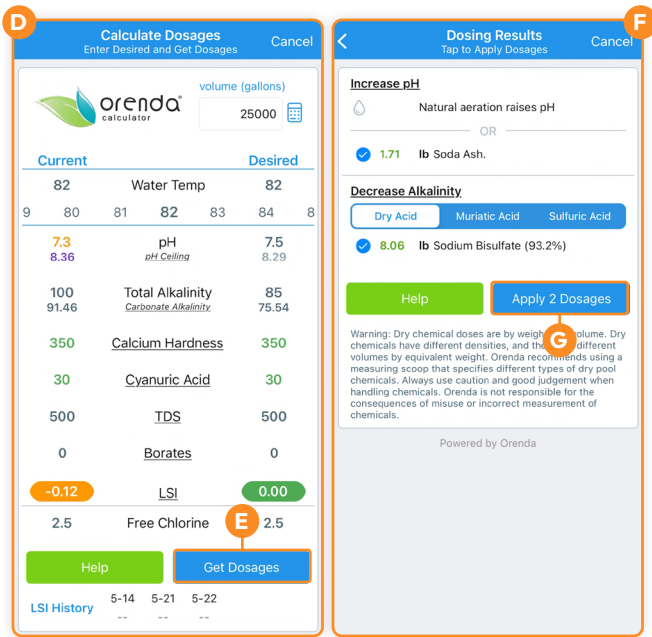 D
Calculate Dosages
Enter Desired and Get Dosages
Cancel
orenda
calculator
volume (gallons)
25000
Current
Desired
82 Water Temp 82
9 80 81 82 83 84 8
7.3 pH 7.5
8.36 pH Ceiling 8.29
100 Total Alkalinity 85
91.46 Carbonate Alkalinity 75.54
350 Calcium Hardness 350
30 Cyanuric Acid 30
500 TDS 500
0 Borates 0
-0.12 LSI 0.00
2.5 Free Chlorine 2.5
E
Help
Get Dosages
LSI History
5-14 5-21 5-22
-- -- --
F
Dosing Results
Tap to Apply Dosages
Cancel
Increase pH
Natural aeration raises pH
OR
1.71 lb Soda Ash.
Decrease Alkalinity
Dry Acid Muriatic Acid Sulfuric Acid
8.06 lb Sodium Bisulfate (93.2%)
Help
Apply 2 Dosages
G
Warning: Dry chemical doses are by weigh olume. Dry
chemicals have different densities, and the different
volumes by equivalent weight. Orenda recommends using a
measuring scoop that specifies different types of dry pool
chemicals. Always use caution and good judgement when
handling chemicals. Orenda is not responsible for the
consequences of misuse or incorrect measurement of
chemicals.
Powered by Orenda